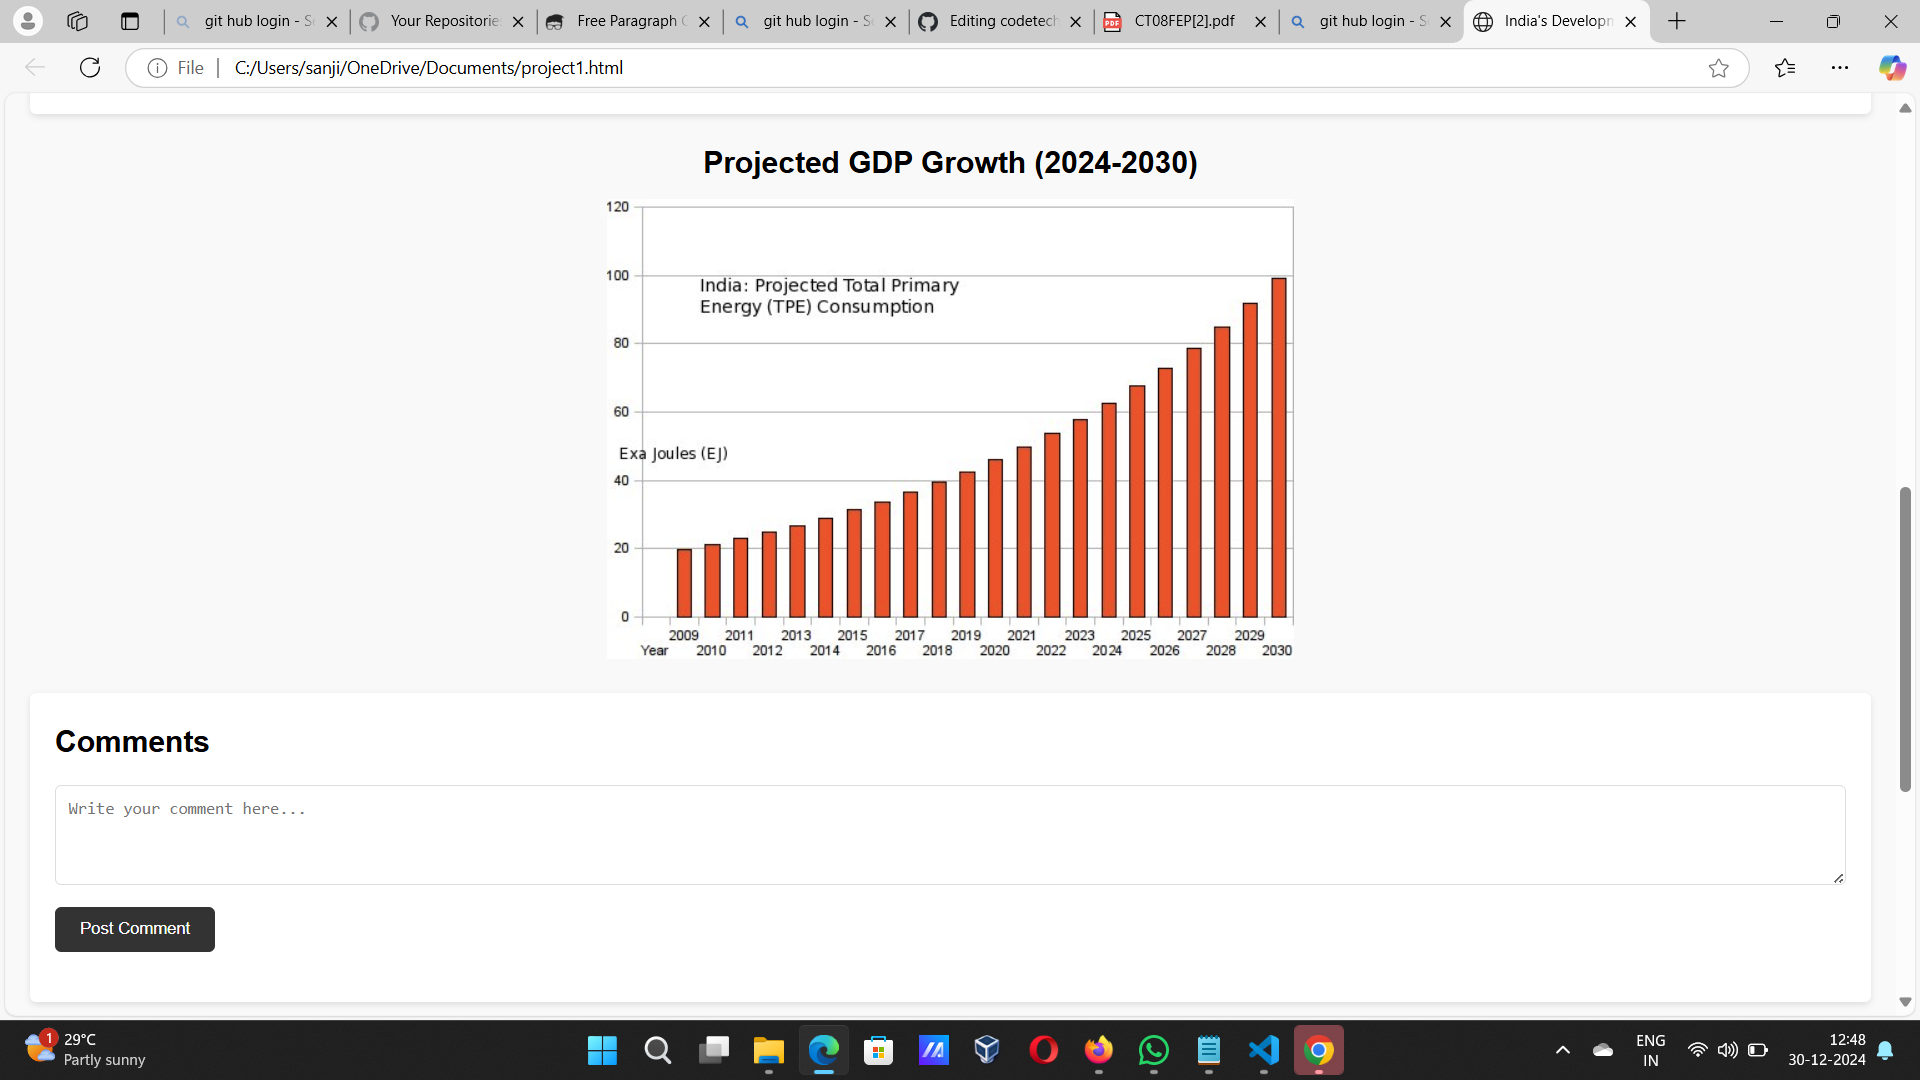 git hub login - S
Your Repositorie
Free Paragraph
git hub login - S
Editing codetech
CT08FEP[2].pdf
git hub login - S
India's Developm
File
C:/Users/sanji/OneDrive/Documents/project1.html
Projected GDP Growth (2024-2030)
120
100
80
60
40
20
0
India: Projected Total Primary
Energy (TPE) Consumption
Exa Joules (EJ)
2009 2011 2013 2015 2017 2019 2021 2023 2025 2027 2029
Year 2010 2012 2014 2016 2018 2020 2022 2024 2026 2028 2030
Comments
Write your comment here...
Post Comment
1
29°C
Partly sunny
ENG
IN
12:48
30-12-2024